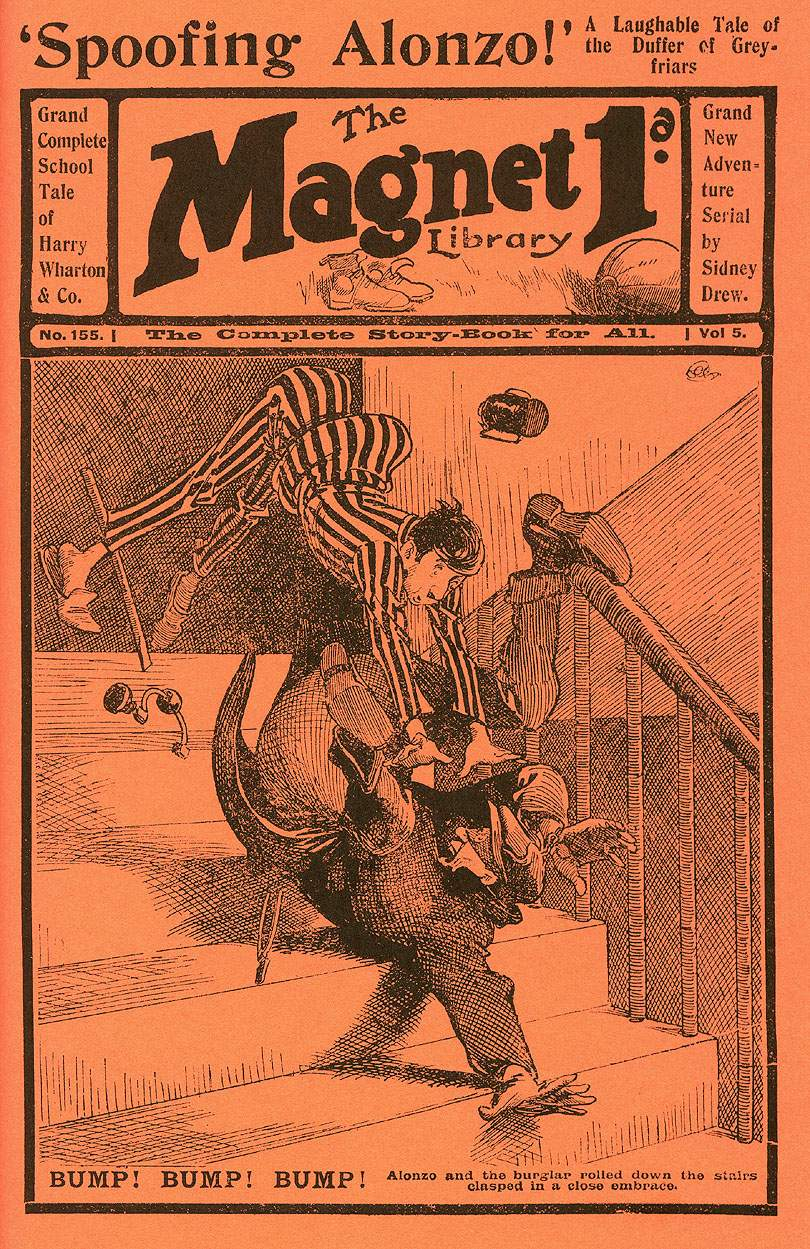 ‘Spoofing Alonzo!’
A Laughable Tale of
the Duffer of Grey-
friars
Grand
Complete
School
Tale
of
Harry
Wharton
& Co.
The
Magnet
Library
1d.
Grand
New
Adven=
ture
Serial
by
Sidney
Drew.
No. 155.
The Complete Story-Book for All.
Vol 5.
BUMP! BUMP! BUMP!
Alonzo and the burglar rolled down the stairs
clasped in a close embrace.